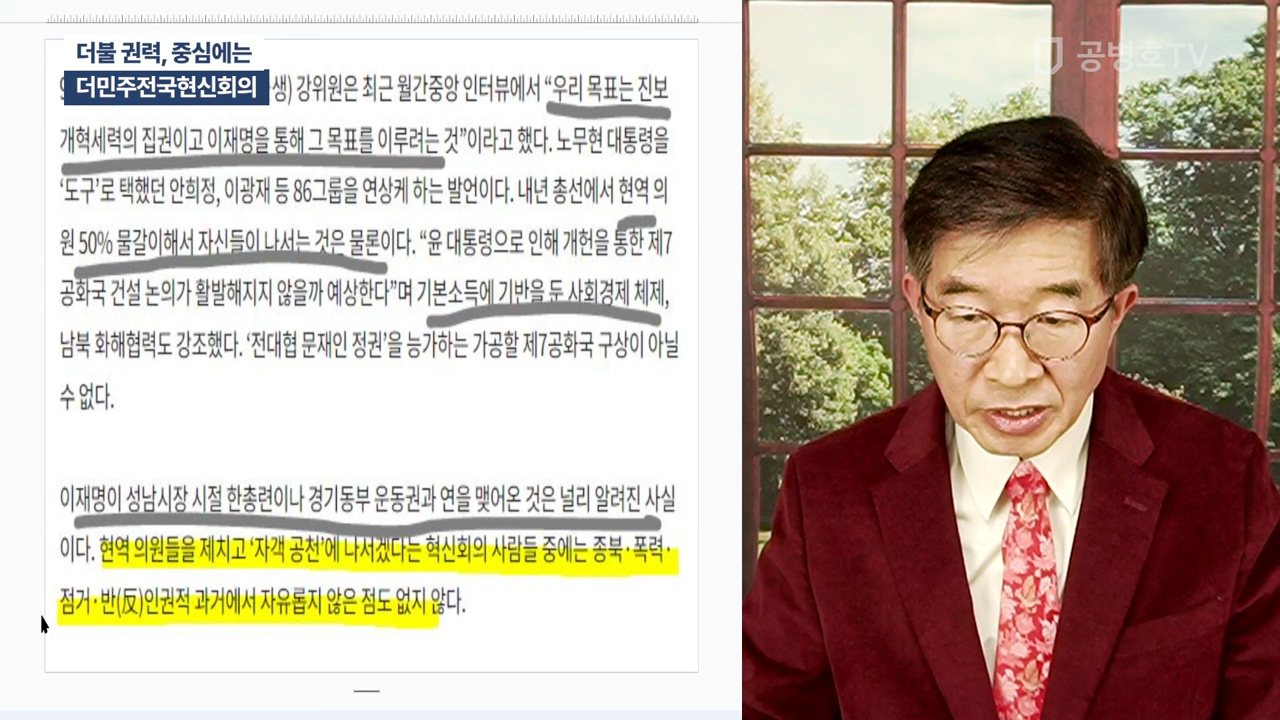 더불 권력, 중심에는
더민주전국현신회의
생) 강위원은 최근 월간중앙 인터뷰에서 “우리 목표는 진보
개혁세력의 집권이고 이재명을 통해 그 목표를 이루려는 것”이라고 했다. 노무현 대통령을
‘도구’로 택했던 안희정, 이광재 등 86그룹을 연상케 하는 발언이다. 내년 총선에서 현역 의
원 50% 물갈이해서 자신들이 나서는 것은 물론이다. “윤 대통령으로 인해 개헌을 통한 제7
공화국 건설 논의가 활발해지지 않을까 예상한다”며 기본소득에 기반을 둔 사회경제 체제,
남북 화해협력도 강조했다. ‘전대협 문재인 정권’을 능가하는 가공할 제7공화국 구상이 아닐
수 없다.
이재명이 성남시장 시절 한총련이나 경기동부 운동권과 연을 맺어온 것은 널리 알려진 사실
이다. 현역 의원들을 제치고 ‘자객 공천’에 나서겠다는 혁신회의 사람들 중에는 종북·폭력·
점거·반(反)인권적 과거에서 자유롭지 않은 점도 없지 않다.
공병호TV